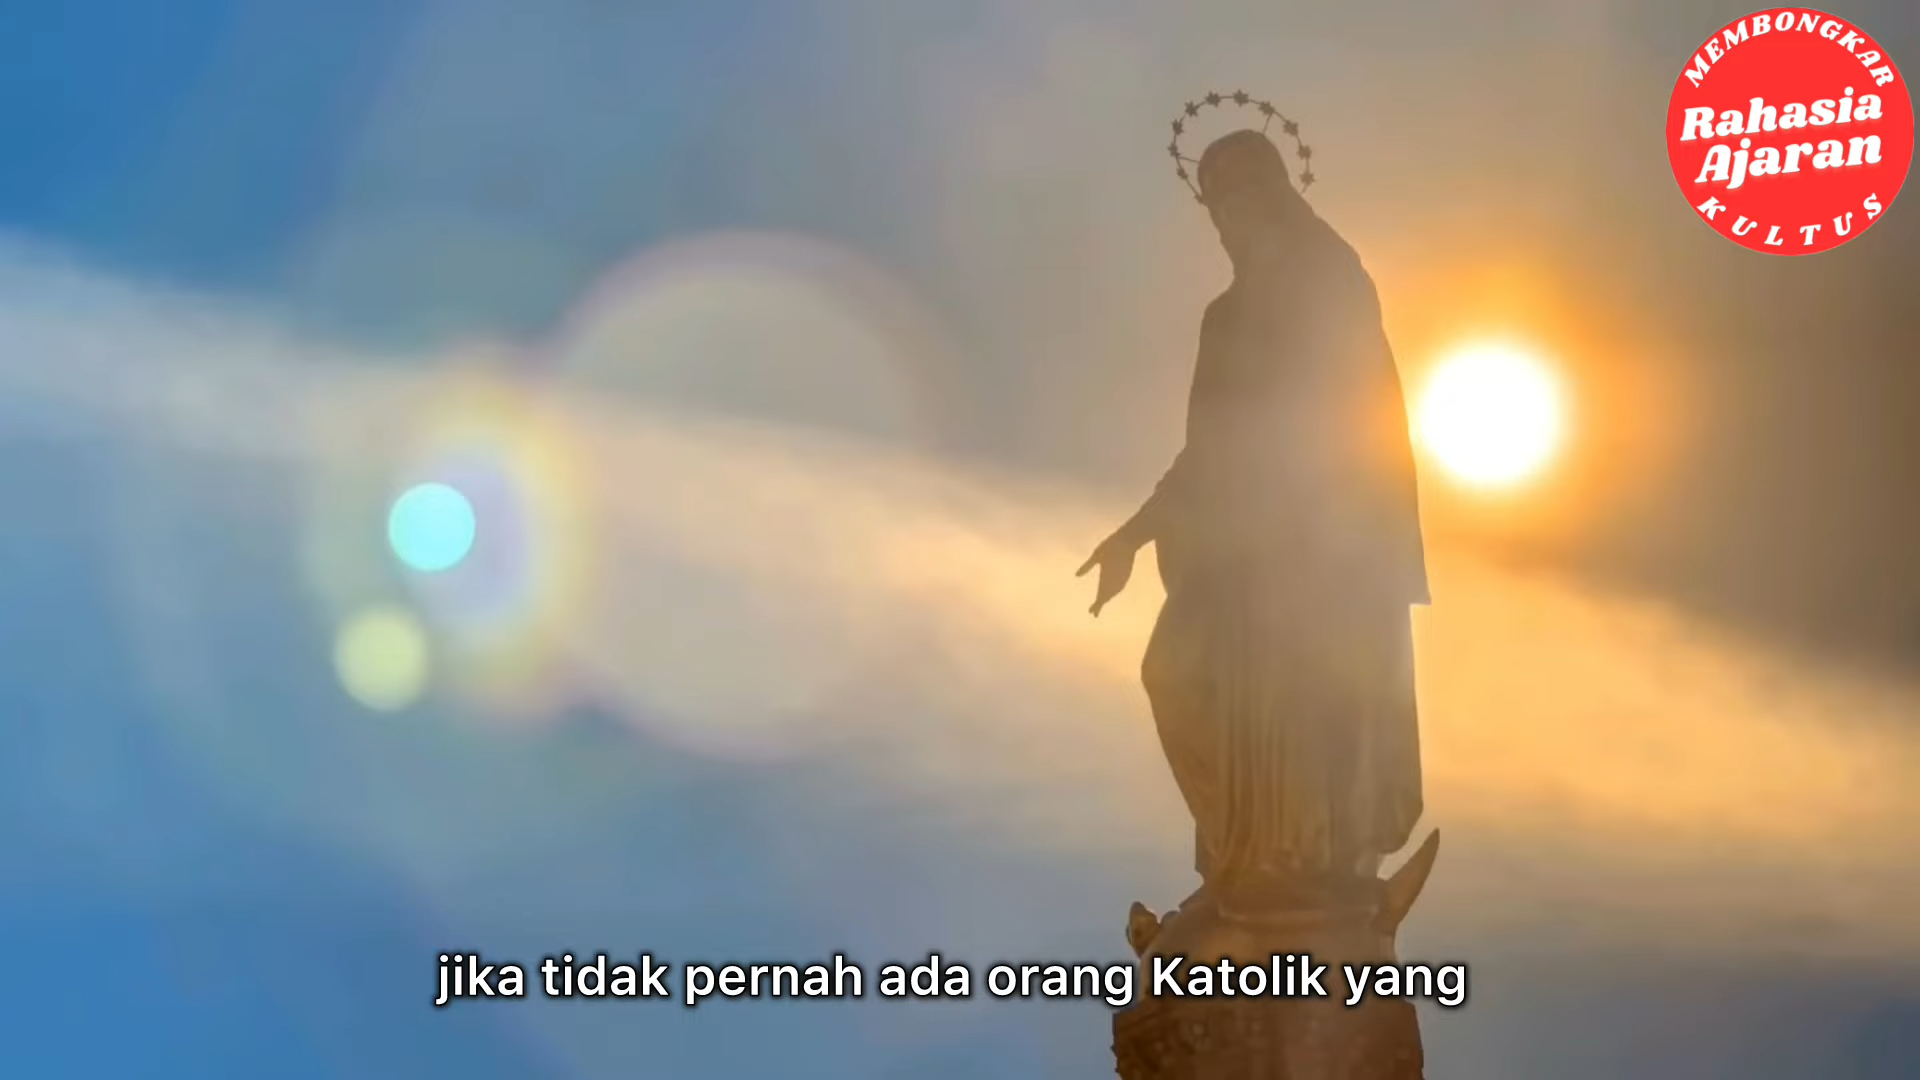 MEMBONGKAR
Rahasia
Ajaran
KULTUS
jika tidak pernah ada orang Katolik yang